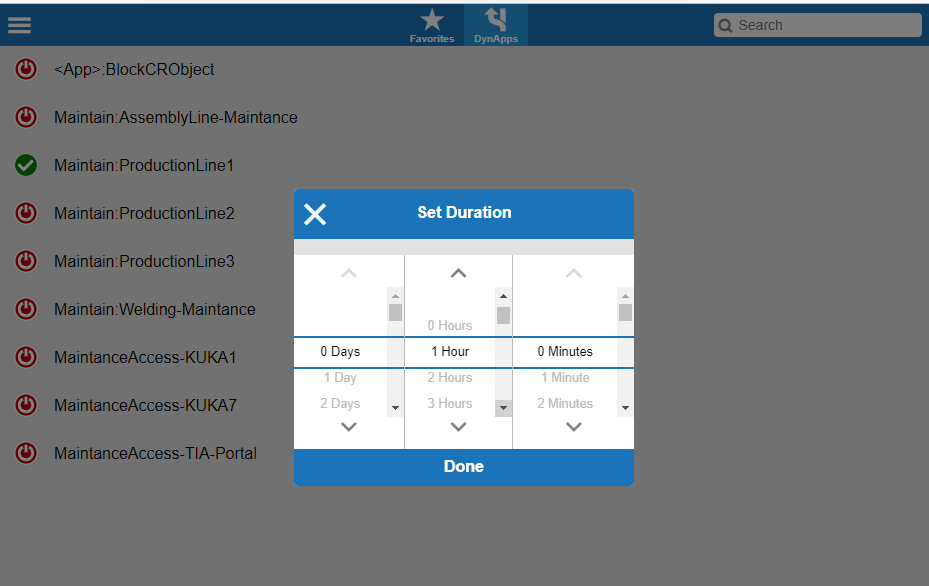 Favorites
DynApps
Search
<App>:BlockCRObject
Maintain:AssemblyLine-Maintance
Maintain:ProductionLine1
Maintain:ProductionLine2
Maintain:ProductionLine3
Maintain:Welding-Maintance
MaintanceAccess-KUKA1
MaintanceAccess-KUKA7
MaintanceAccess-TIA-Portal
Set Duration
0 Hours
0 Days 1 Hour 0 Minutes
1 Day 2 Hours 1 Minute
2 Days 3 Hours 2 Minutes
Done